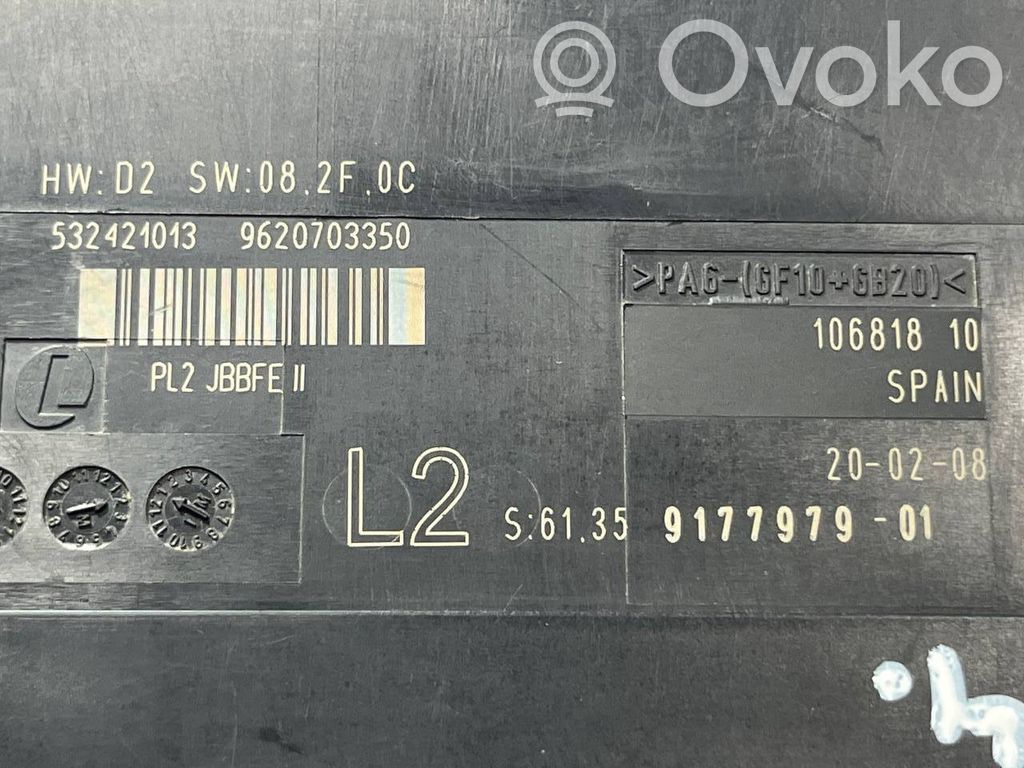 Ovoko
HW:D2 SW:08.2F.0C
532421013 9620703350
>PA6-(GF10+GB20)<
106818 10
PL2 JBBFE II
SPAIN
L
L2
20-02-08
S:61.35 9177979-01